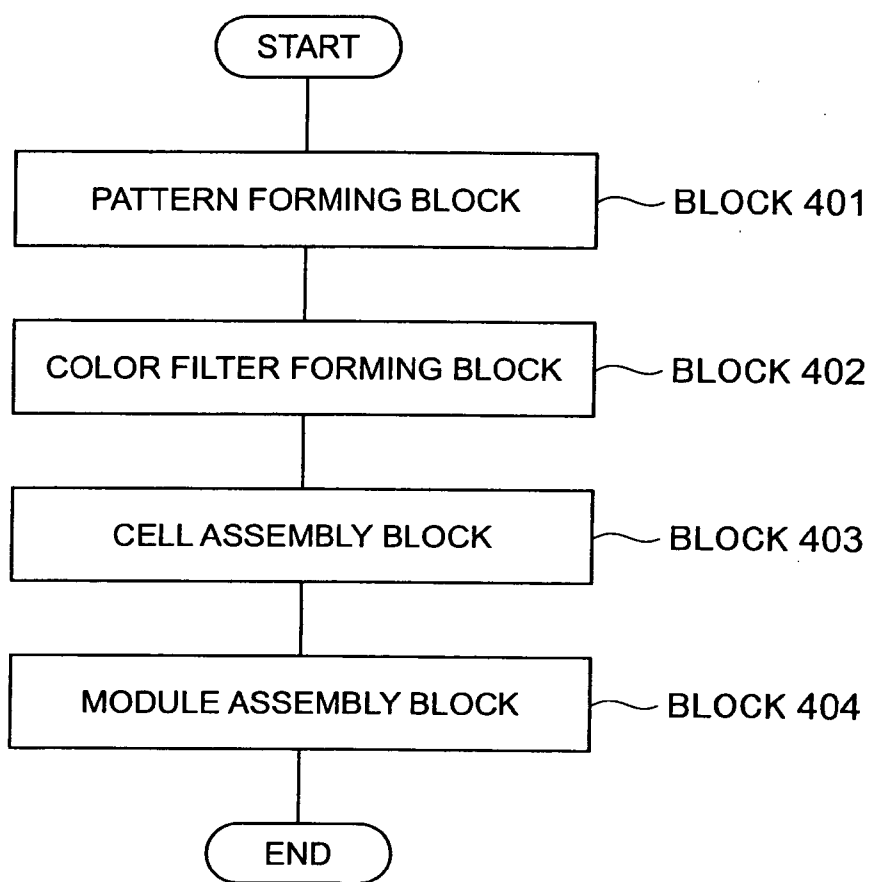 START
PATTERN FORMING BLOCK BLOCK 401
COLOR FILTER FORMING BLOCK BLOCK 402
CELL ASSEMBLY BLOCK BLOCK 403
MODULE ASSEMBLY BLOCK BLOCK 404
END